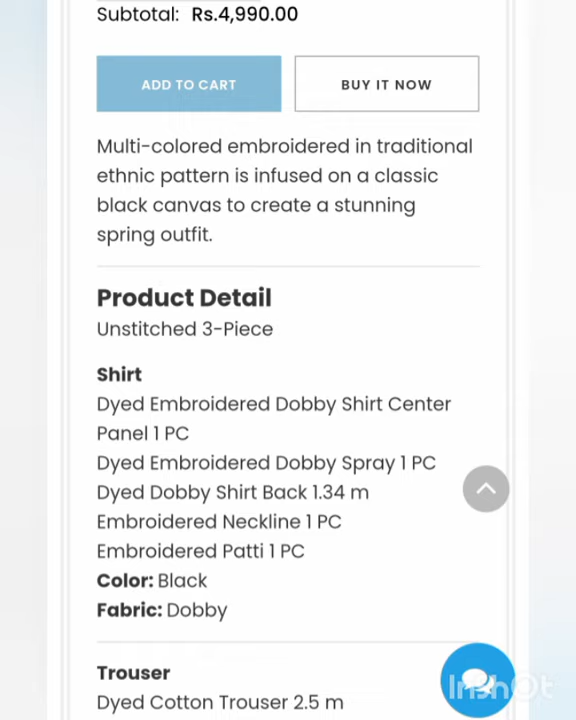 Subtotal: Rs.4,990.00
ADD TO CART
BUY IT NOW
Multi-colored embroidered in traditional
ethnic pattern is infused on a classic
black canvas to create a stunning
spring outfit.
Product Detail
Unstitched 3-Piece
Shirt
Dyed Embroidered Dobby Shirt Center
Panel 1 PC
Dyed Embroidered Dobby Spray 1 PC
Dyed Dobby Shirt Back 1.34 m
Embroidered Neckline 1 PC
Embroidered Patti 1 PC
Color: Black
Fabric: Dobby
Trouser
Dyed Cotton Trouser 2.5 m
InShOt